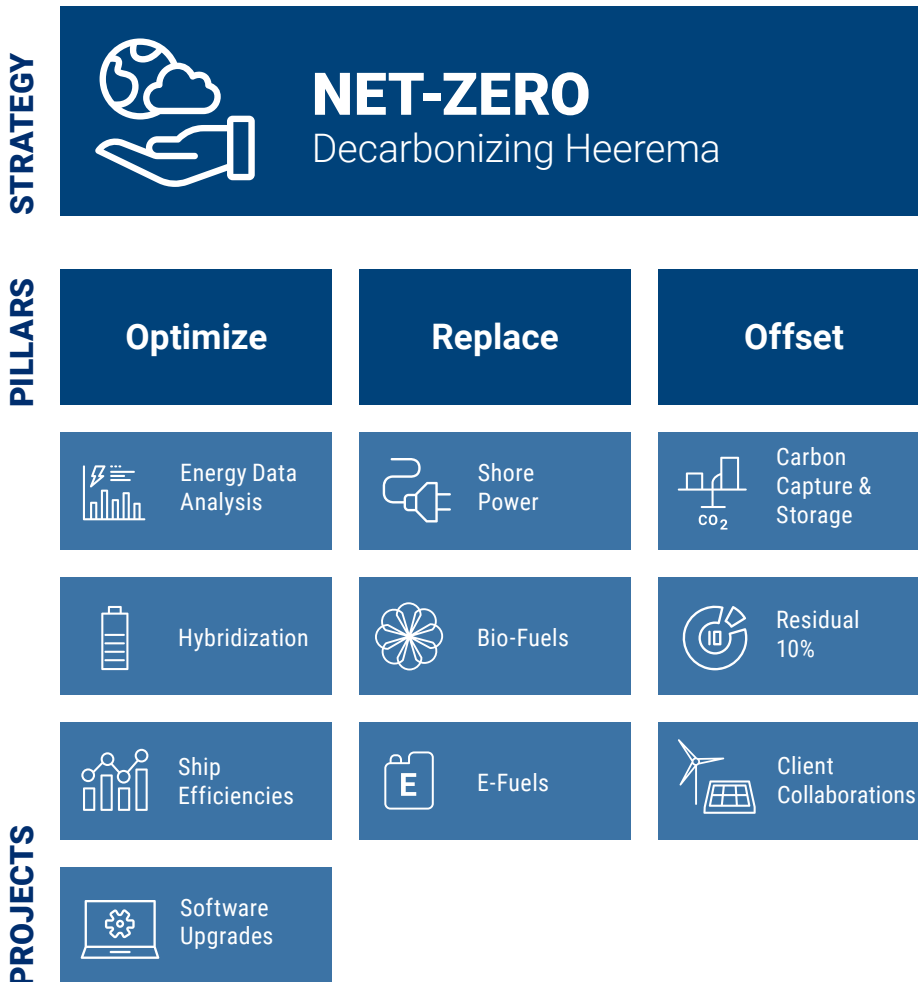 STRATEGY
NET-ZERO
Decarbonizing Heerema
PILLARS
Optimize
Replace
Offset
PROJECTS
Energy Data
Analysis
Shore
Power
Carbon
Capture &
Storage
CO2
Hybridization
Bio-Fuels
Residual
10%
10
Ship
Efficiencies
E
E-Fuels
Client
Collaborations
Software
Upgrades